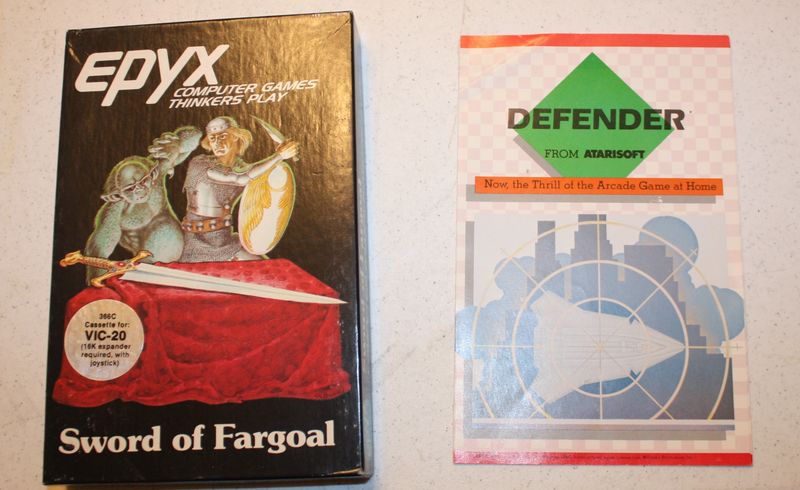 EPYX
COMPUTER GAMES
THINKERS PLAY
366C
Cassette for:
VIC-20
(16K expander
required, with
joystick)
Sword of Fargoal
DEFENDER
FROM ATARISOFT
Now, the Thrill of the Arcade Game at Home